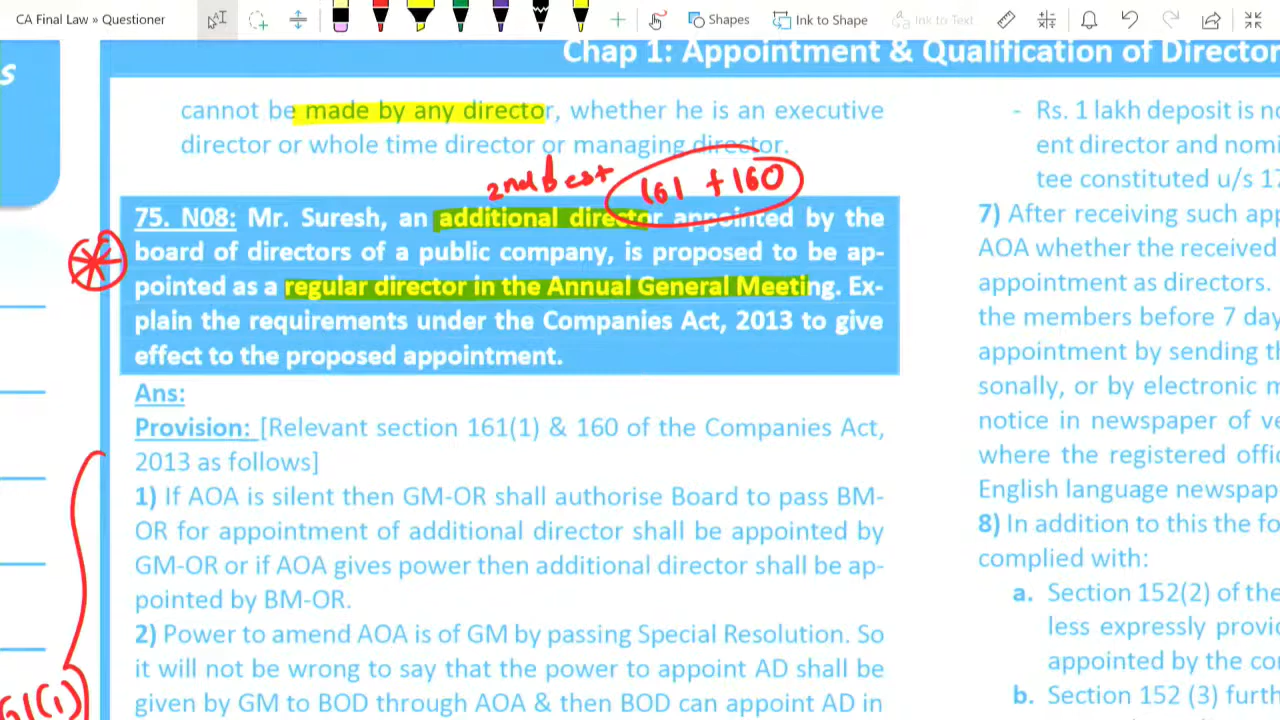 CA Final Law » Questioner
Shapes
Ink to Shape
Ink to Text
s
Chap 1: Appointment & Qualification of Director
cannot be made by any director, whether he is an executive
director or whole time director or managing director.
2nd best 161 + 160
75. N08: Mr. Suresh, an additional director appointed by the
board of directors of a public company, is proposed to be ap-
pointed as a regular director in the Annual General Meeting. Ex-
plain the requirements under the Companies Act, 2013 to give
effect to the proposed appointment.
Ans:
Provision: [Relevant section 161(1) & 160 of the Companies Act,
2013 as follows]
1) If AOA is silent then GM-OR shall authorise Board to pass BM-
OR for appointment of additional director shall be appointed by
GM-OR or if AOA gives power then additional director shall be ap-
pointed by BM-OR.
2) Power to amend AOA is of GM by passing Special Resolution. So
it will not be wrong to say that the power to appoint AD shall be
given by GM to BOD through AOA & then BOD can appoint AD in
61(1)
- Rs. 1 lakh deposit is no
ent director and nomi
tee constituted u/s 17
7) After receiving such app
AOA whether the received
appointment as directors.
the members before 7 day
appointment by sending th
sonally, or by electronic m
notice in newspaper of ve
where the registered offic
English language newspap
8) In addition to this the fo
complied with:
a. Section 152(2) of the
less expressly provi
appointed by the co
b. Section 152 (3) furt